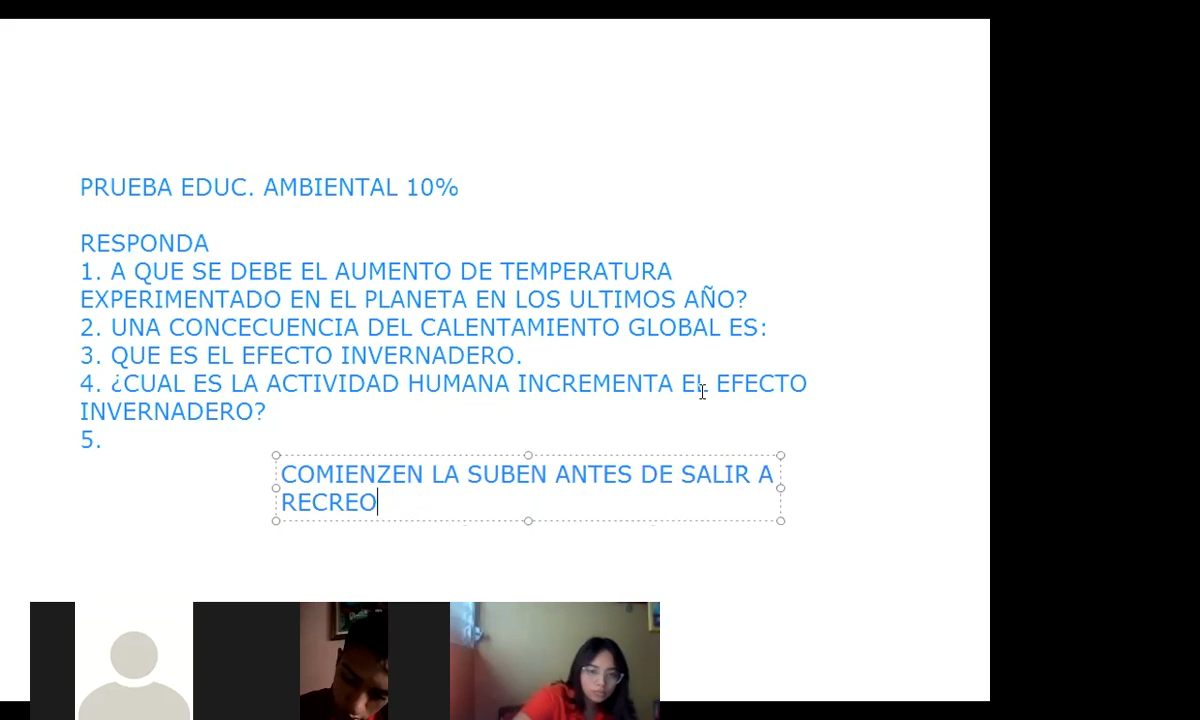 PRUEBA EDUC. AMBIENTAL 10%
RESPONDA
1. A QUE SE DEBE EL AUMENTO DE TEMPERATURA
EXPERIMENTADO EN EL PLANETA EN LOS ULTIMOS AÑO?
2. UNA CONCECUENCIA DEL CALENTAMIENTO GLOBAL ES:
3. QUE ES EL EFECTO INVERNADERO.
4. ¿CUAL ES LA ACTIVIDAD HUMANA INCREMENTA EL EFECTO
INVERNADERO?
5.
COMIENZEN LA SUBEN ANTES DE SALIR A
RECREO